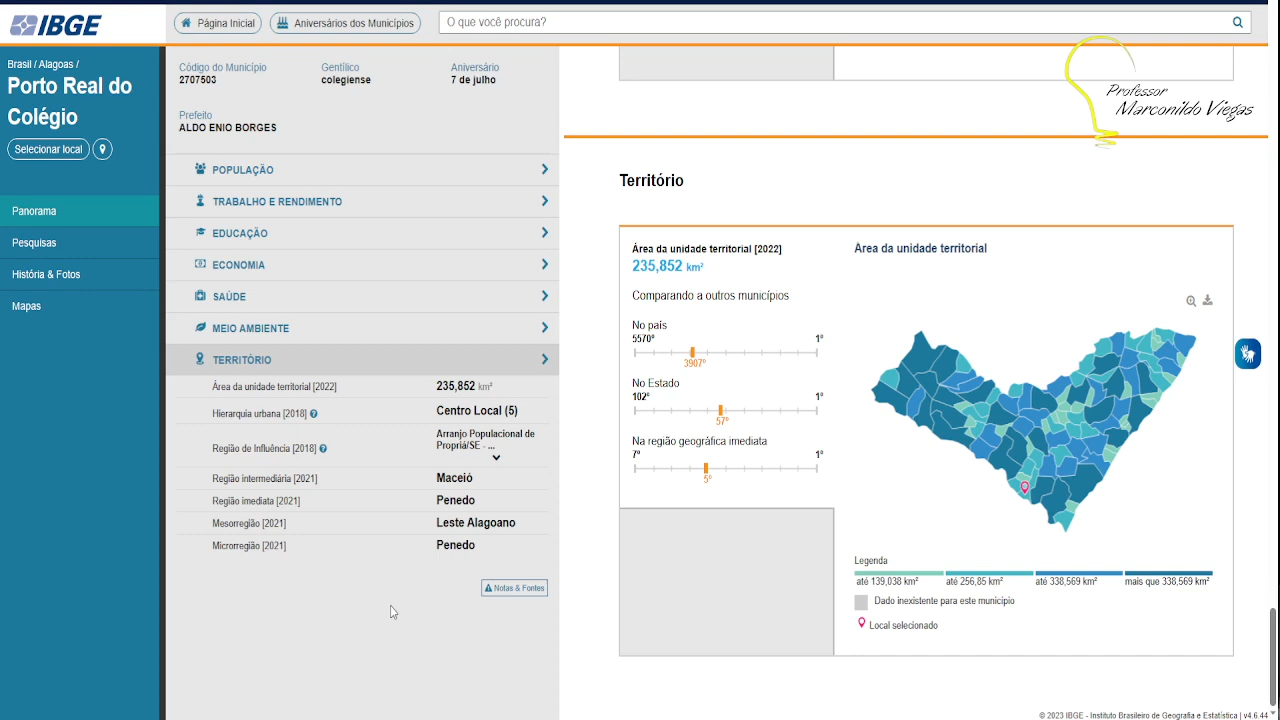 IBGE
Página Inicial
Aniversários dos Municípios
O que você procura?
Brasil / Alagoas /
Porto Real do
Colégio
Selecionar local
Panorama
Pesquisas
História & Fotos
Mapas
Código do Município
2707503
Gentílico
colegiense
Aniversário
7 de julho
Prefeito
ALDO ENIO BORGES
POPULAÇÃO
TRABALHO E RENDIMENTO
EDUCAÇÃO
ECONOMIA
SAÚDE
MEIO AMBIENTE
TERRITÓRIO
Área da unidade territorial [2022] 235,852 km²
Hierarquia urbana [2018] Centro Local (5)
Região de Influência [2018] Arranjo Populacional de
Propriá/SE - ...
Região intermediária [2021] Maceió
Região imediata [2021] Penedo
Mesorregião [2021] Leste Alagoano
Microrregião [2021] Penedo
Notas & Fontes
Professor
Marconildo Viegas
Território
Área da unidade territorial [2022]
235,852 km²
Comparando a outros municípios
No país
5570º 1º
3907º
No Estado
102º 1º
57º
Na região geográfica imediata
7º 1º
5º
Área da unidade territorial
Legenda
até 139,038 km² até 256,85 km² até 338,569 km² mais que 338,569 km²
Dado inexistente para este município
Local selecionado
© 2023 IBGE - Instituto Brasileiro de Geografia e Estatística | v4.6.44